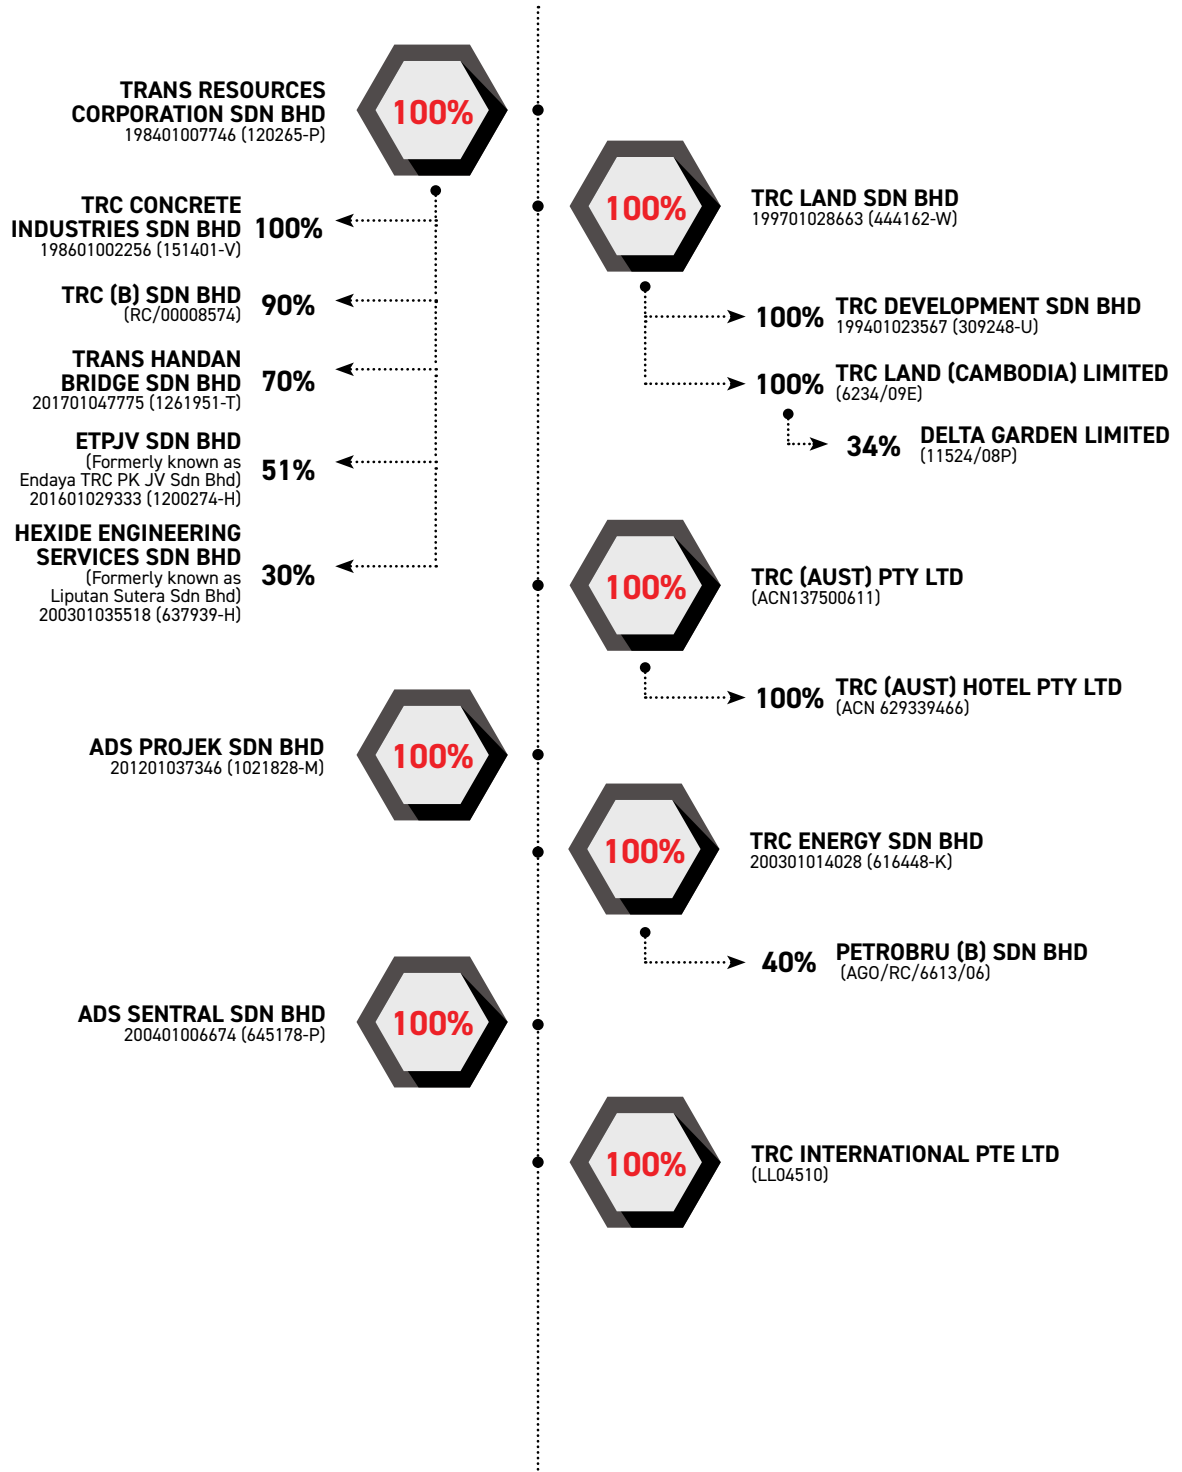 TRANS RESOURCES
CORPORATION SDN BHD
198401007746 (120265-P)
100%
TRC CONCRETE
INDUSTRIES SDN BHD
198601002256 (151401-V)
100%
TRC (B) SDN BHD
(RC/00008574)
90%
TRANS HANDAN
BRIDGE SDN BHD
201701047775 (1261951-T)
70%
ETPJV SDN BHD
(Formerly known as
Endaya TRC PK JV Sdn Bhd)
201601029333 (1200274-H)
51%
HEXIDE ENGINEERING
SERVICES SDN BHD
(Formerly known as
Liputan Sutera Sdn Bhd)
200301035518 (637939-H)
30%
100%
TRC LAND SDN BHD
199701028663 (444162-W)
100%
TRC DEVELOPMENT SDN BHD
199401023567 (309248-U)
100%
TRC LAND (CAMBODIA) LIMITED
(6234/09E)
34%
DELTA GARDEN LIMITED
(11524/08P)
100%
TRC (AUST) PTY LTD
(ACN137500611)
100%
TRC (AUST) HOTEL PTY LTD
(ACN 629339466)
ADS PROJEK SDN BHD
201201037346 (1021828-M)
100%
100%
TRC ENERGY SDN BHD
200301014028 (616448-K)
40%
PETROBRU (B) SDN BHD
(AGO/RC/6613/06)
ADS SENTRAL SDN BHD
200401006674 (645178-P)
100%
100%
TRC INTERNATIONAL PTE LTD
(LL04510)